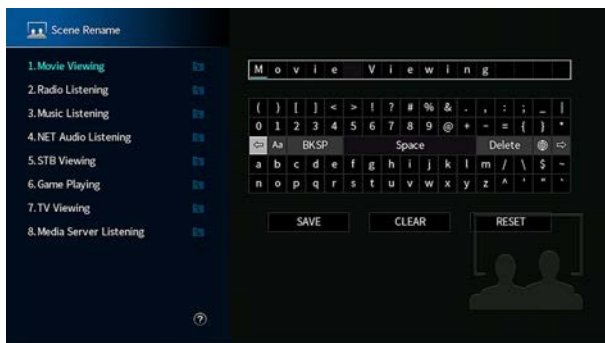 Scene Rename
1.Movie Viewing
2.Radio Listening
3.Music Listening
4.NET Audio Listening
5.STB Viewing
6.Game Playing
7.TV Viewing
8.Media Server Listening
?
Movie Viewing
( ) [ ] < > ! ? # % & . , : ; _ |
0 1 2 3 4 5 6 7 8 9 @ + - = { } *
⇦ Aa BKSP Space Delete ⇨
a b c d e f g h i j k l m / \ $ ~
n o p q r s t u v w x y z ^ ' " `
SAVE CLEAR RESET